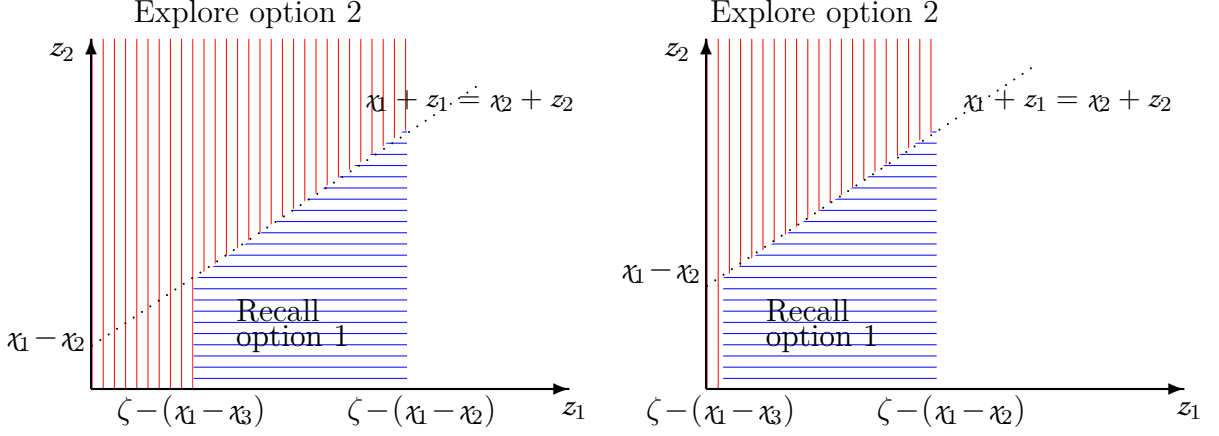 Explore option 2
z₂
x₁ + z₁ = x₂ + z₂
x₁ − x₂
Recall
option 1
ζ − (x₁ − x₃)
ζ − (x₁ − x₂)
z₁
Explore option 2
z₂
x₁ + z₁ = x₂ + z₂
x₁ − x₂
Recall
option 1
ζ − (x₁ − x₃)
ζ − (x₁ − x₂)
z₁